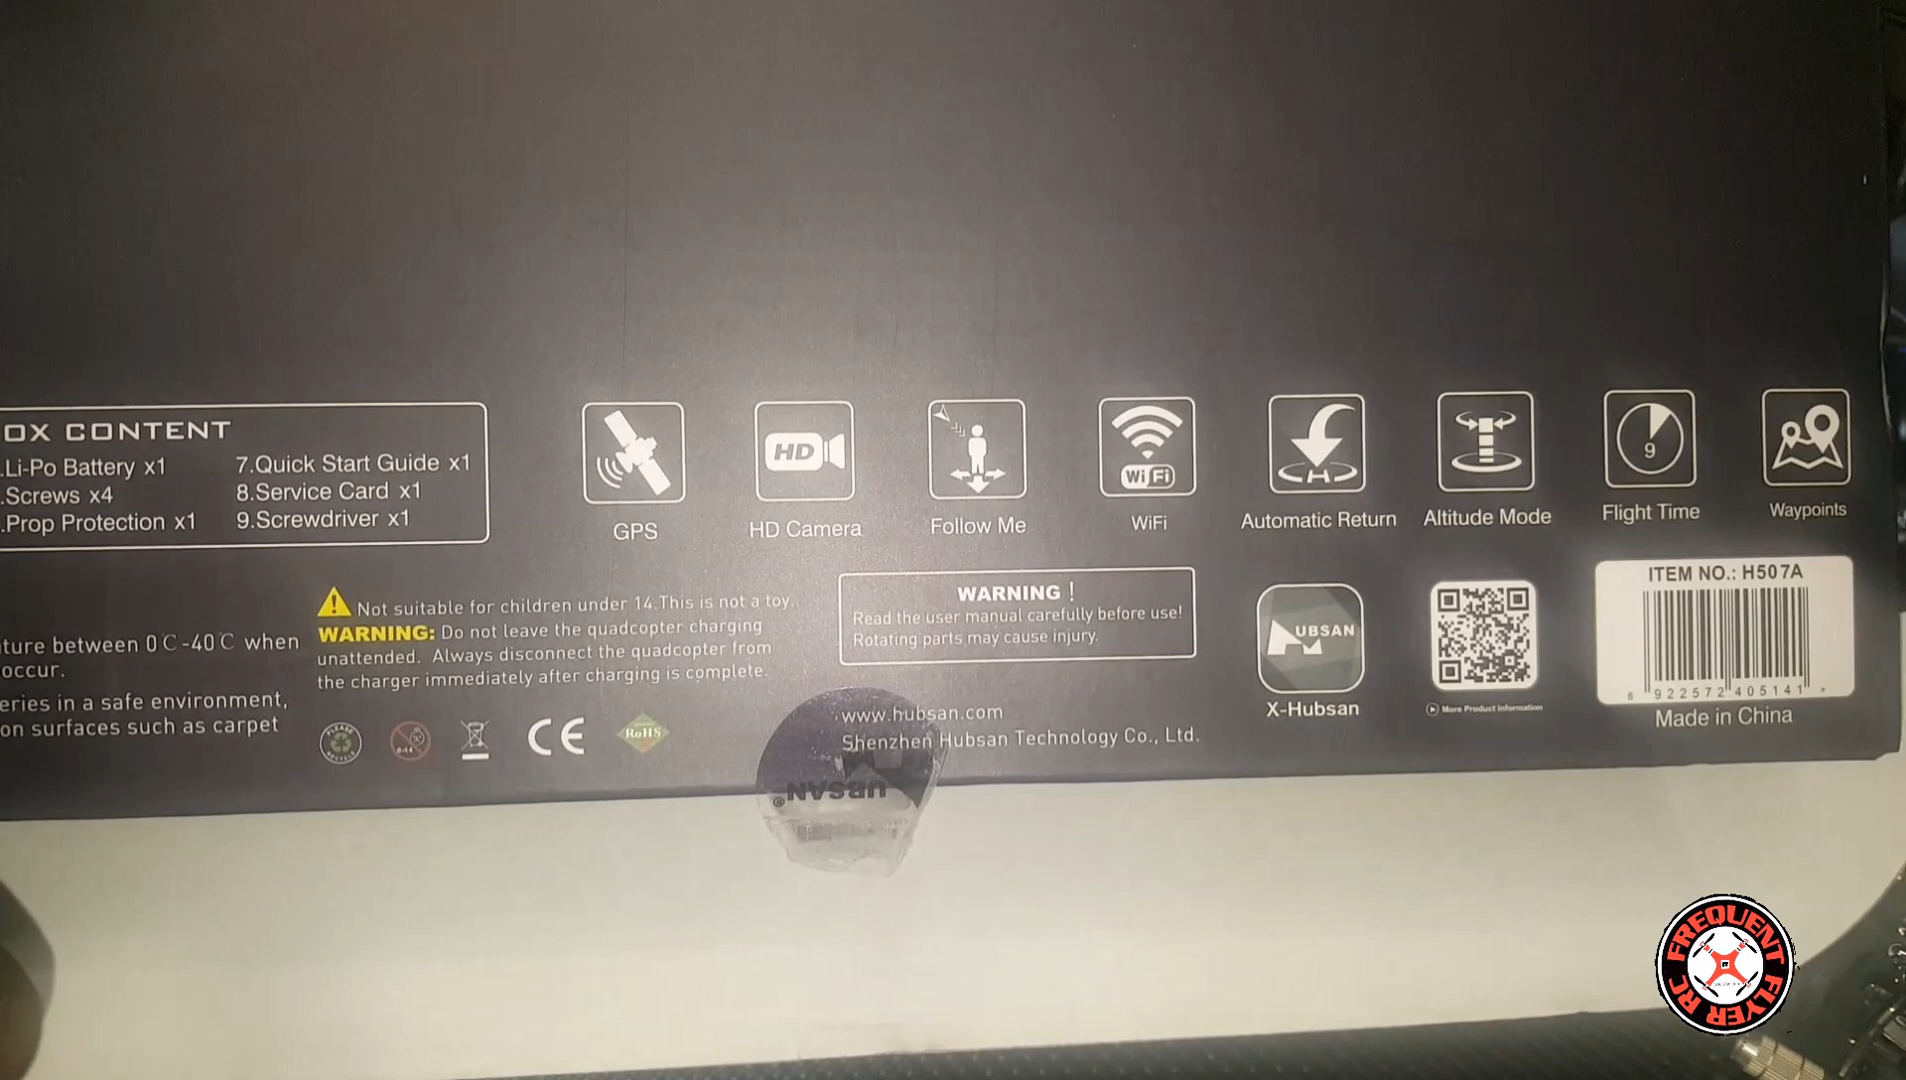 OX CONTENT
.Li-Po Battery x1
.Screws x4
.Prop Protection x1
7.Quick Start Guide x1
8.Service Card x1
9.Screwdriver x1
HD
WiFi
H
9
GPS
HD Camera
Follow Me
WiFi
Automatic Return
Altitude Mode
Flight Time
Waypoints
ture between 0℃-40℃ when
occur.
eries in a safe environment,
on surfaces such as carpet
Not suitable for children under 14.This is not a toy.
WARNING: Do not leave the quadcopter charging
unattended. Always disconnect the quadcopter from
the charger immediately after charging is complete.
PLEASE RECYCLE
0-14
CE
RoHS
WARNING !
Read the user manual carefully before use!
Rotating parts may cause injury.
www.hubsan.com
Shenzhen Hubsan Technology Co., Ltd.
UBSAN®
UBSAN
X-Hubsan
More Product Information
ITEM NO.: H507A
6 922572 405141 >
Made in China
FREQUENT FLYER RC